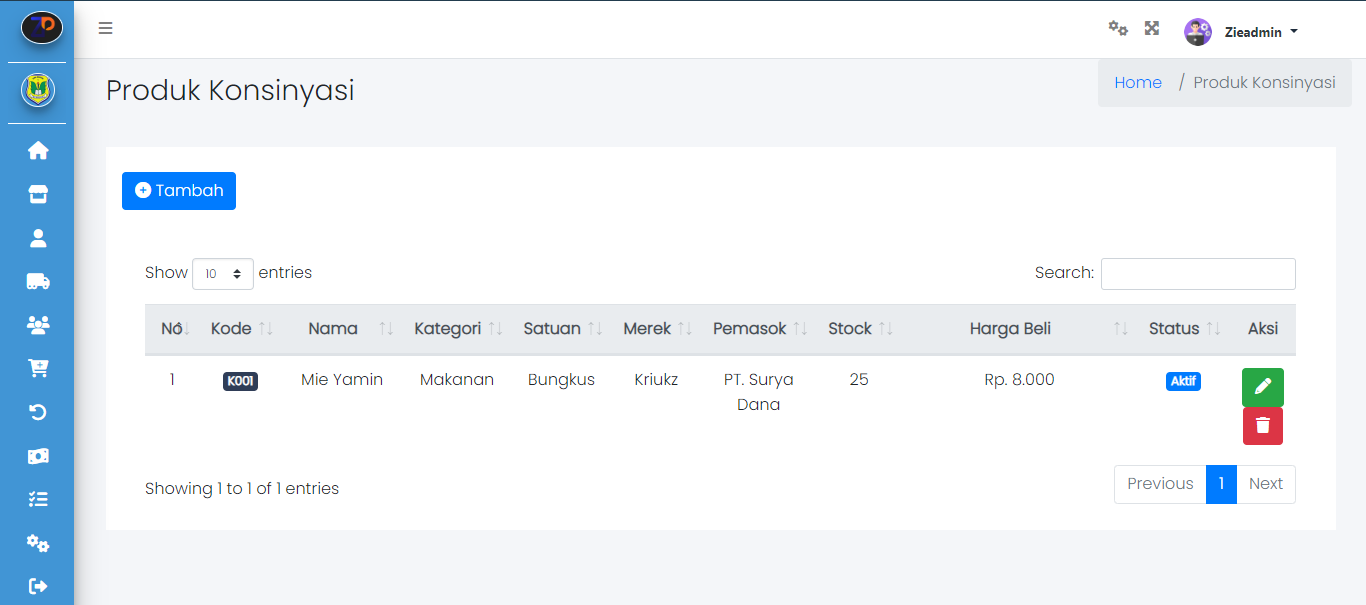 Zieadmin
Produk Konsinyasi
Home / Produk Konsinyasi
Tambah
Show 10 entries
Search:
No Kode Nama Kategori Satuan Merek Pemasok Stock Harga Beli Status Aksi
1 K001 Mie Yamin Makanan Bungkus Kriukz PT. Surya 25 Rp. 8.000 Aktif
Dana
Showing 1 to 1 of 1 entries
Previous 1 Next